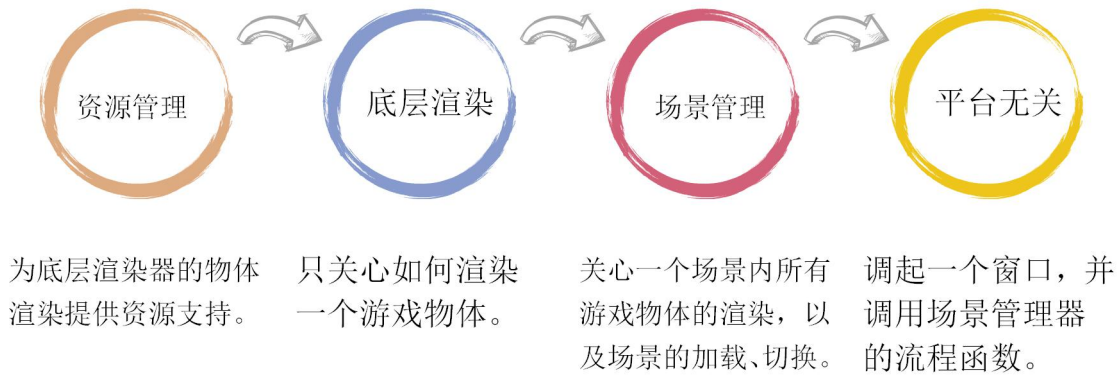 资源管理
底层渲染
场景管理
平台无关
为底层渲染器的物体
渲染提供资源支持。
只关心如何渲染
一个游戏物体。
关心一个场景内所有
游戏物体的渲染，以
及场景的加载、切换。
调起一个窗口，并
调用场景管理器
的流程函数。